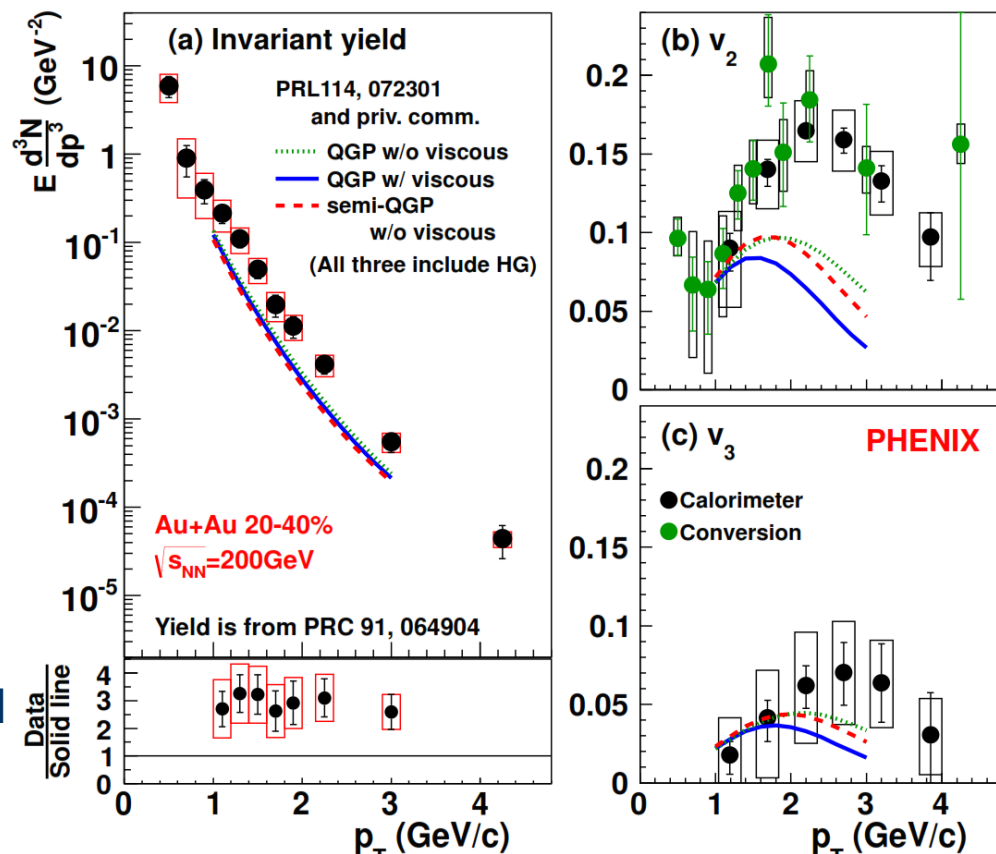 (a) Invariant yield
E d³N/dp³ (GeV⁻²)
PRL114, 072301
and priv. comm.
QGP w/o viscous
QGP w/ viscous
semi-QGP
w/o viscous
(All three include HG)
10
1
10⁻¹
10⁻²
10⁻³
10⁻⁴
10⁻⁵
Au+Au 20-40%
√s_NN=200GeV
Yield is from PRC 91, 064904
Data
Solid line
4
3
2
1
0
0 1 2 3 4
p_T (GeV/c)
(b) v₂
0.2
0.15
0.1
0.05
0
(c) v₃
PHENIX
Calorimeter
Conversion
0.2
0.15
0.1
0.05
0
0 1 2 3 4
p_T (GeV/c)